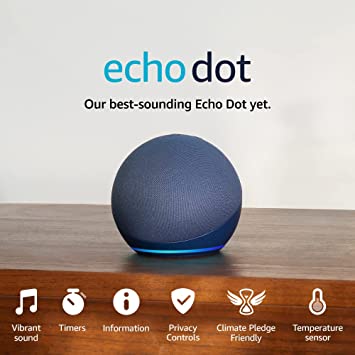 echo dot
Our best-sounding Echo Dot yet.
Vibrant sound
Timers
Information
Privacy Controls
Climate Pledge Friendly
Temperature sensor